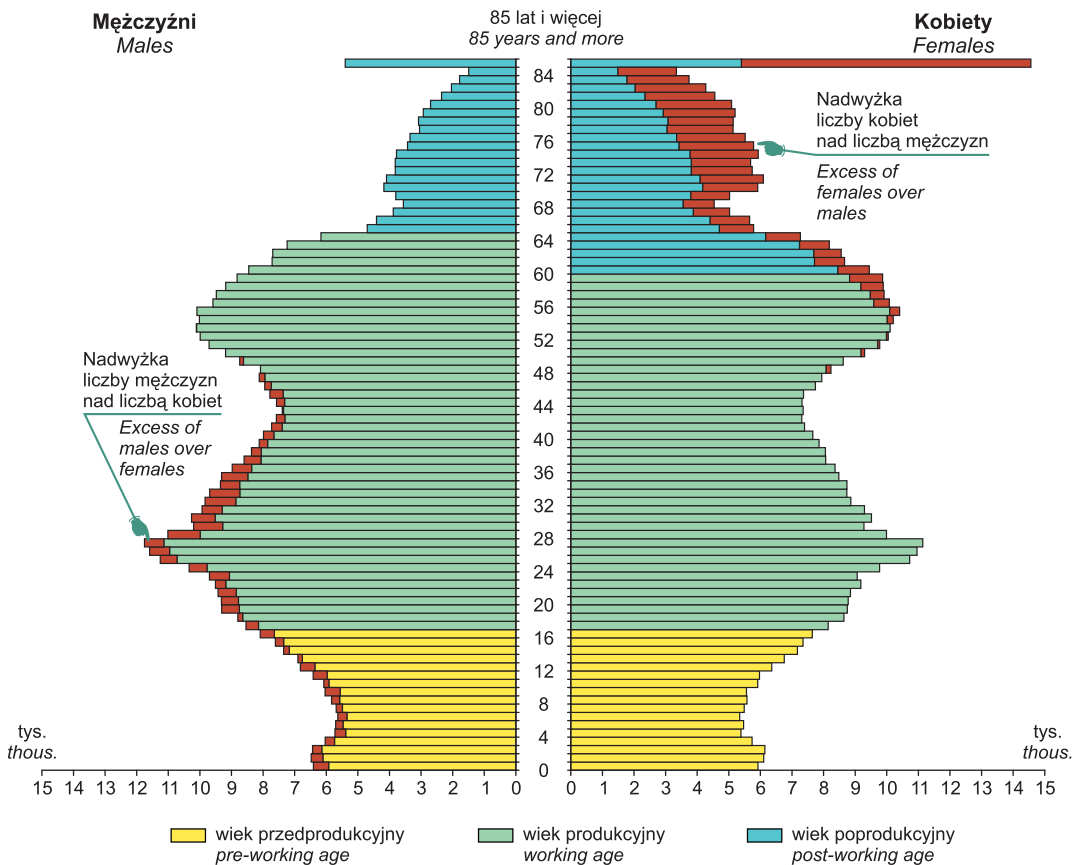 Mężczyźni
Males
85 lat i więcej
85 years and more
Kobiety
Females
84
80
76
72
68
64
60
56
52
48
44
40
36
32
28
24
20
16
12
8
4
0
Nadwyżka
liczby kobiet
nad liczbą mężczyzn
Excess of
females over
males
Nadwyżka
liczby mężczyzn
nad liczbą kobiet
Excess of
males over
females
tys.
thous.
tys.
thous.
15 14 13 12 11 10 9 8 7 6 5 4 3 2 1 0
0 1 2 3 4 5 6 7 8 9 10 11 12 13 14 15
wiek przedprodukcyjny
pre-working age
wiek produkcyjny
working age
wiek poprodukcyjny
post-working age